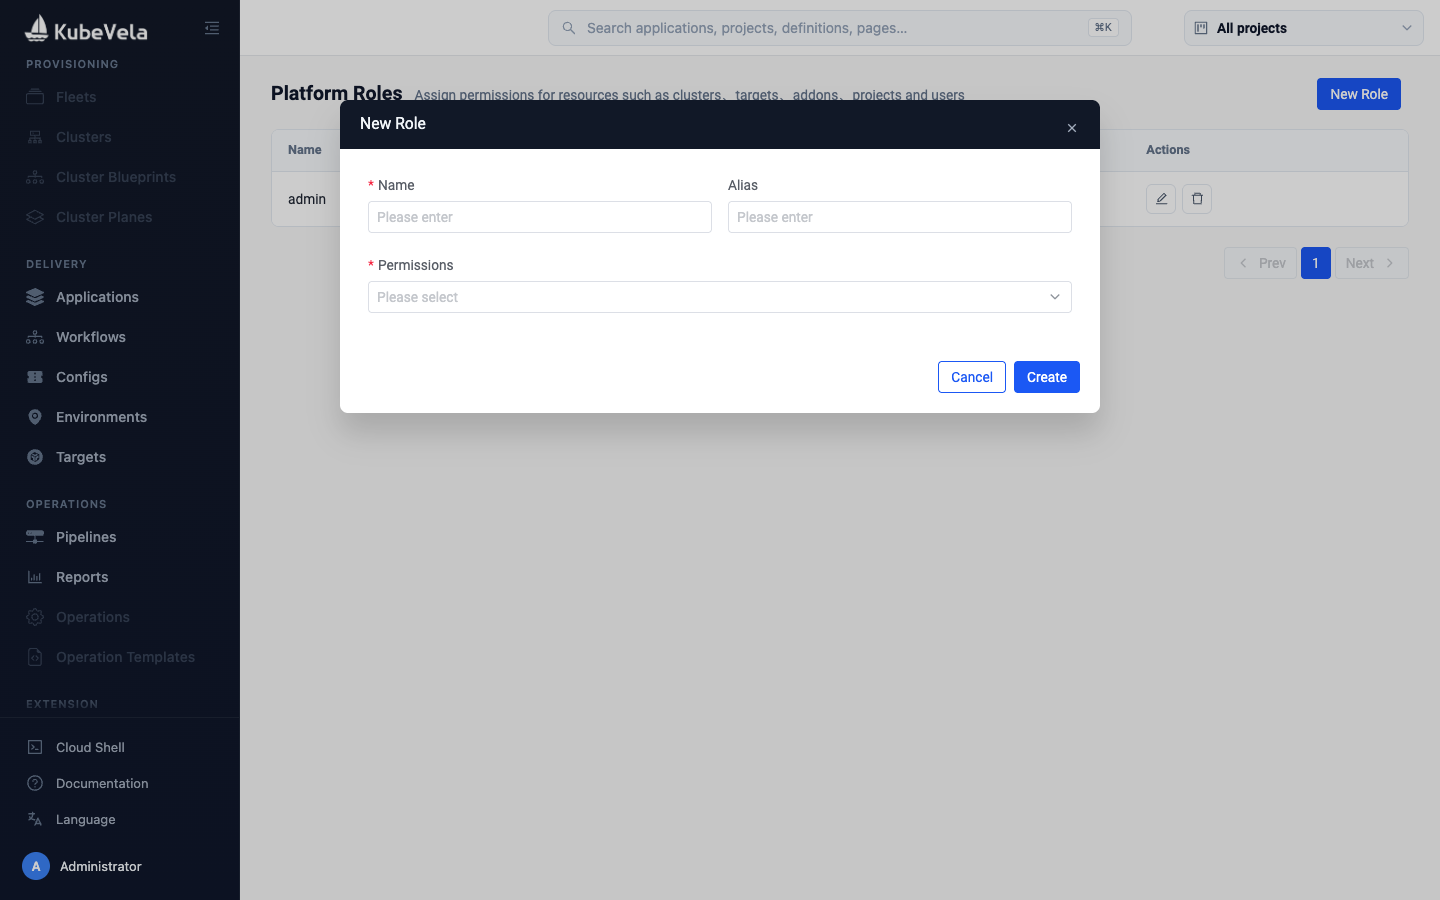 KubeVela
Search applications, projects, definitions, pages...
⌘K
All projects
PROVISIONING
Fleets
Clusters
Cluster Blueprints
Cluster Planes
DELIVERY
Applications
Workflows
Configs
Environments
Targets
OPERATIONS
Pipelines
Reports
Operations
Operation Templates
EXTENSION
Cloud Shell
Documentation
Language
A Administrator
Platform Roles Assign permissions for resources such as clusters、targets、addons、projects and users
New Role
Name
Actions
admin
Prev
1
Next
New Role
* Name
Alias
Please enter
Please enter
* Permissions
Please select
Cancel
Create